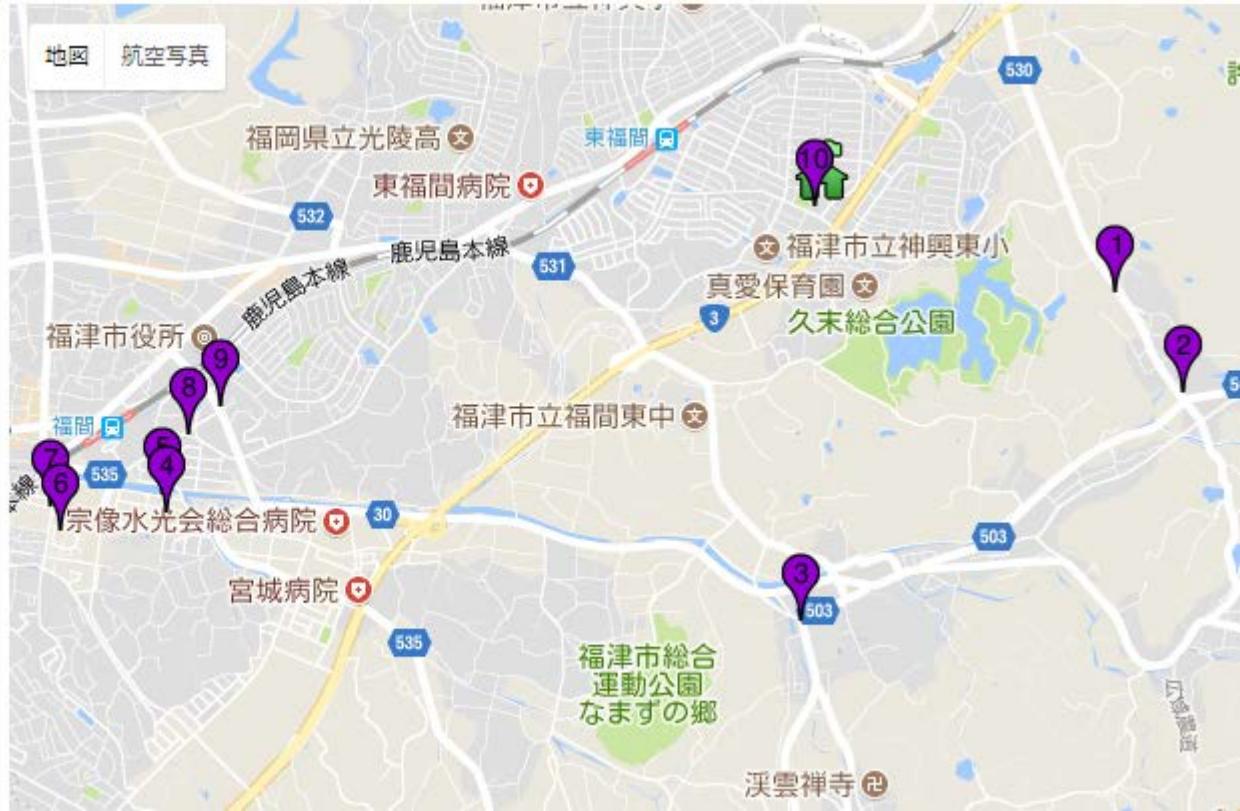 地図
航空写真
530
福岡県立光陵高
東福間
10
東福間病院
532
鹿児島本線
鹿児島本線
531
福津市立神興東小
1
真愛保育園
3
久末総合公園
福津市役所
9
2
8
福間
福津市立福間東中
5
7
4
6
535
宗像水光会総合病院
30
503
宮城病院
3
503
535
福津市総合
運動公園
なまずの郷
渓雲禅寺